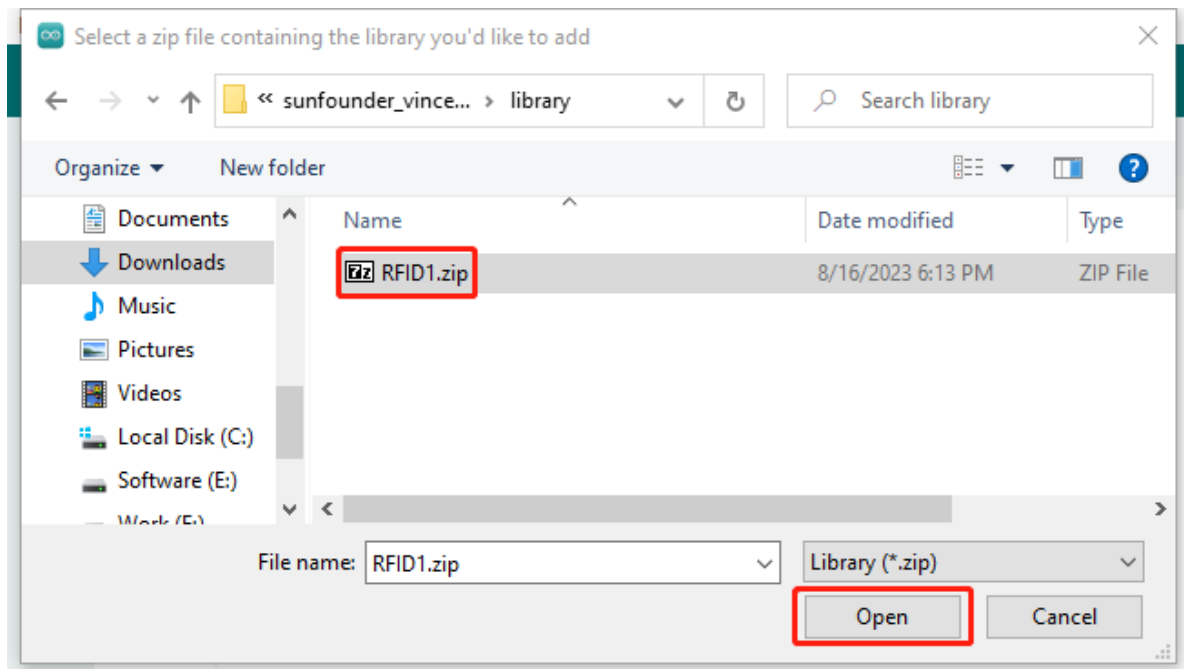 Select a zip file containing the library you'd like to add
« sunfounder_vince... › library
Search library
Organize
New folder
Documents
Downloads
Music
Pictures
Videos
Local Disk (C:)
Software (E:)
Name
Date modified
Type
7z RFID1.zip
8/16/2023 6:13 PM
ZIP File
File name: RFID1.zip
Library (*.zip)
Open
Cancel